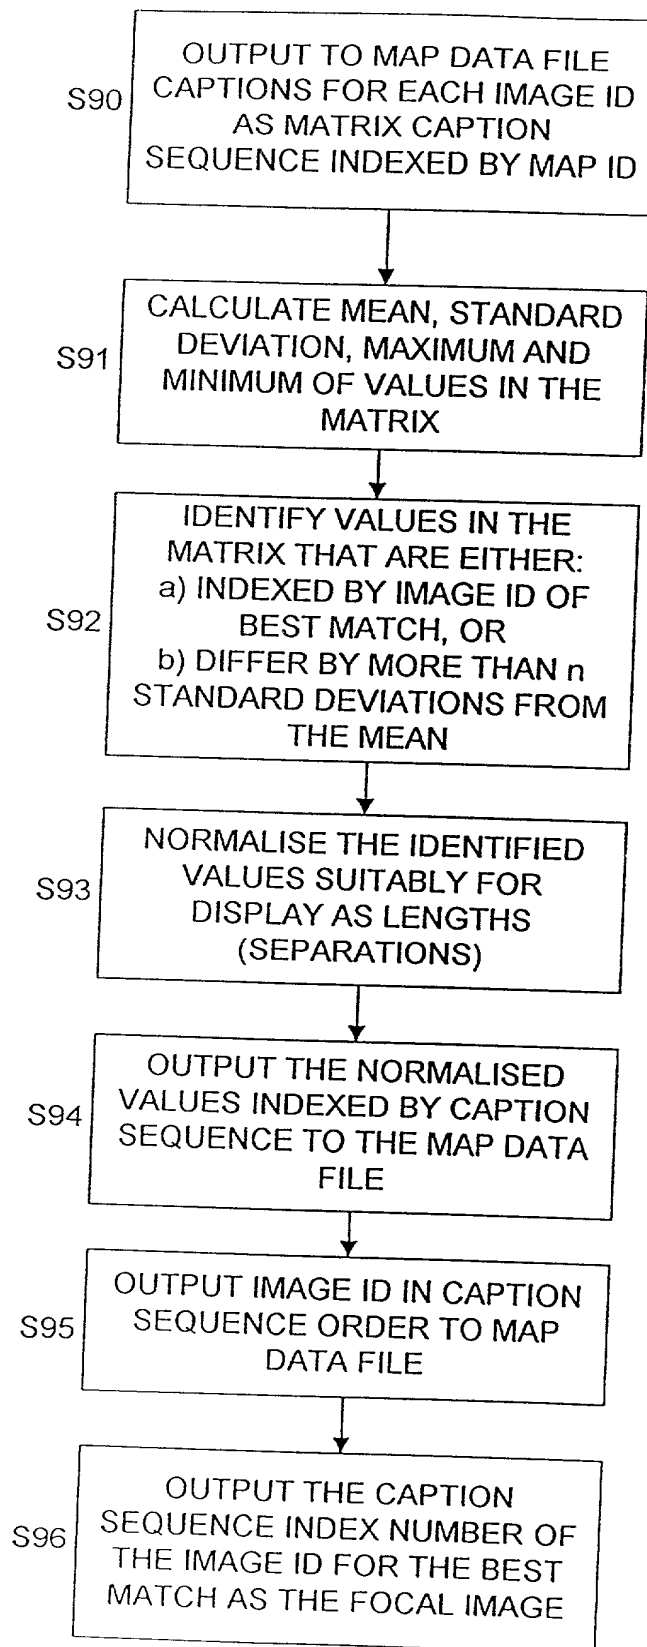 S90
OUTPUT TO MAP DATA FILE
CAPTIONS FOR EACH IMAGE ID
AS MATRIX CAPTION
SEQUENCE INDEXED BY MAP ID
S91
CALCULATE MEAN, STANDARD
DEVIATION, MAXIMUM AND
MINIMUM OF VALUES IN THE
MATRIX
S92
IDENTIFY VALUES IN THE
MATRIX THAT ARE EITHER:
a) INDEXED BY IMAGE ID OF
BEST MATCH, OR
b) DIFFER BY MORE THAN n
STANDARD DEVIATIONS FROM
THE MEAN
S93
NORMALISE THE IDENTIFIED
VALUES SUITABLY FOR
DISPLAY AS LENGTHS
(SEPARATIONS)
S94
OUTPUT THE NORMALISED
VALUES INDEXED BY CAPTION
SEQUENCE TO THE MAP DATA
FILE
S95
OUTPUT IMAGE ID IN CAPTION
SEQUENCE ORDER TO MAP
DATA FILE
S96
OUTPUT THE CAPTION
SEQUENCE INDEX NUMBER OF
THE IMAGE ID FOR THE BEST
MATCH AS THE FOCAL IMAGE